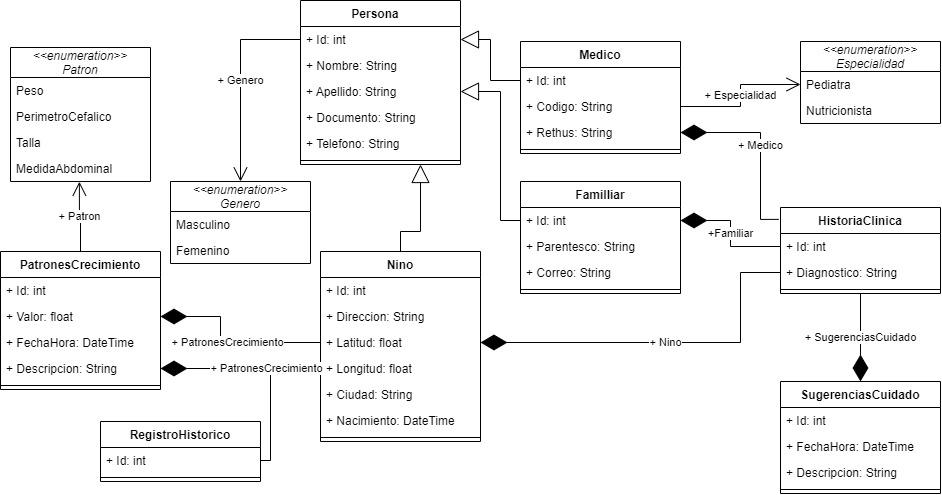 Persona
+ Id: int
+ Nombre: String
+ Apellido: String
+ Documento: String
+ Telefono: String
<<enumeration>>
Patron
Peso
PerimetroCefalico
Talla
MedidaAbdominal
+ Genero
Medico
+ Id: int
+ Codigo: String
+ Rethus: String
+ Especialidad
<<enumeration>>
Especialidad
Pediatra
Nutricionista
+ Medico
<<enumeration>>
Genero
Masculino
Femenino
+ Patron
Familliar
+ Id: int
+ Parentesco: String
+ Correo: String
+Familiar
HistoriaClinica
+ Id: int
+ Diagnostico: String
PatronesCrecimiento
+ Id: int
+ Valor: float
+ FechaHora: DateTime
+ Descripcion: String
+ PatronesCrecimiento
+ PatronesCrecimiento
Nino
+ Id: int
+ Direccion: String
+ Latitud: float
+ Longitud: float
+ Ciudad: String
+ Nacimiento: DateTime
+ Nino
+ SugerenciasCuidado
RegistroHistorico
+ Id: int
SugerenciasCuidado
+ Id: int
+ FechaHora: DateTime
+ Descripcion: String